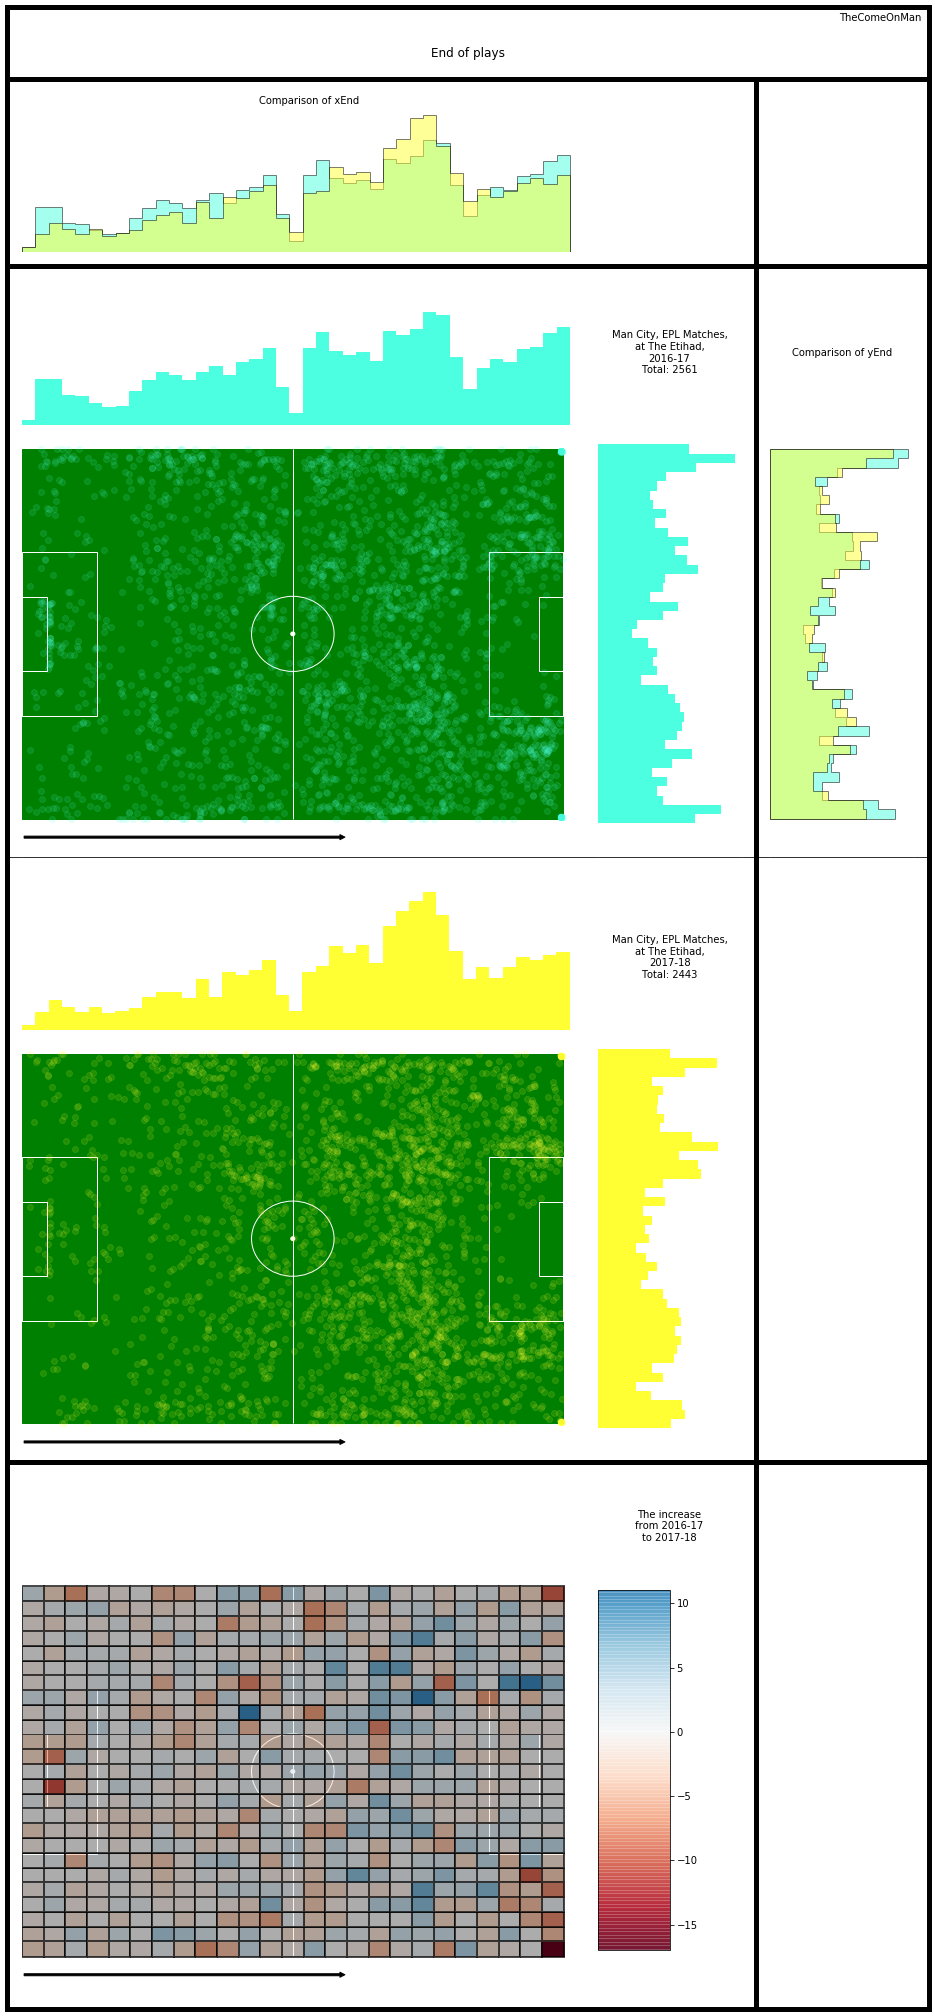 TheComeOnMan
End of plays
Comparison of xEnd
Man City, EPL Matches,
at The Etihad,
2016-17
Total: 2561
Comparison of yEnd
Man City, EPL Matches,
at The Etihad,
2017-18
Total: 2443
The increase
from 2016-17
to 2017-18
10
5
0
−5
−10
−15